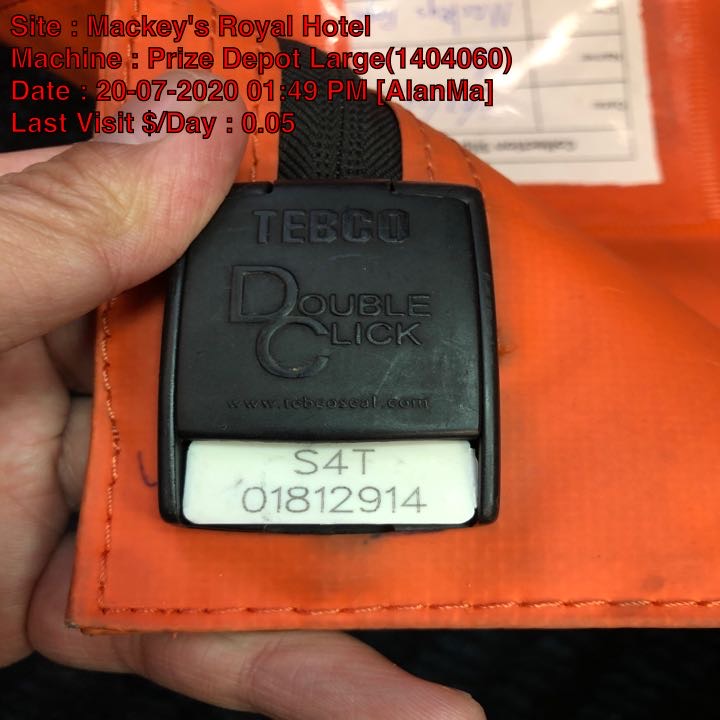 Site : Mackey's Royal Hotel
Machine : Prize Depot Large(1404060)
Date : 20-07-2020 01:49 PM [AlanMa]
Last Visit $/Day : 0.05
TEBCO
DOUBLE
CLICK
www.tebcoseal.com
S4T
01812914